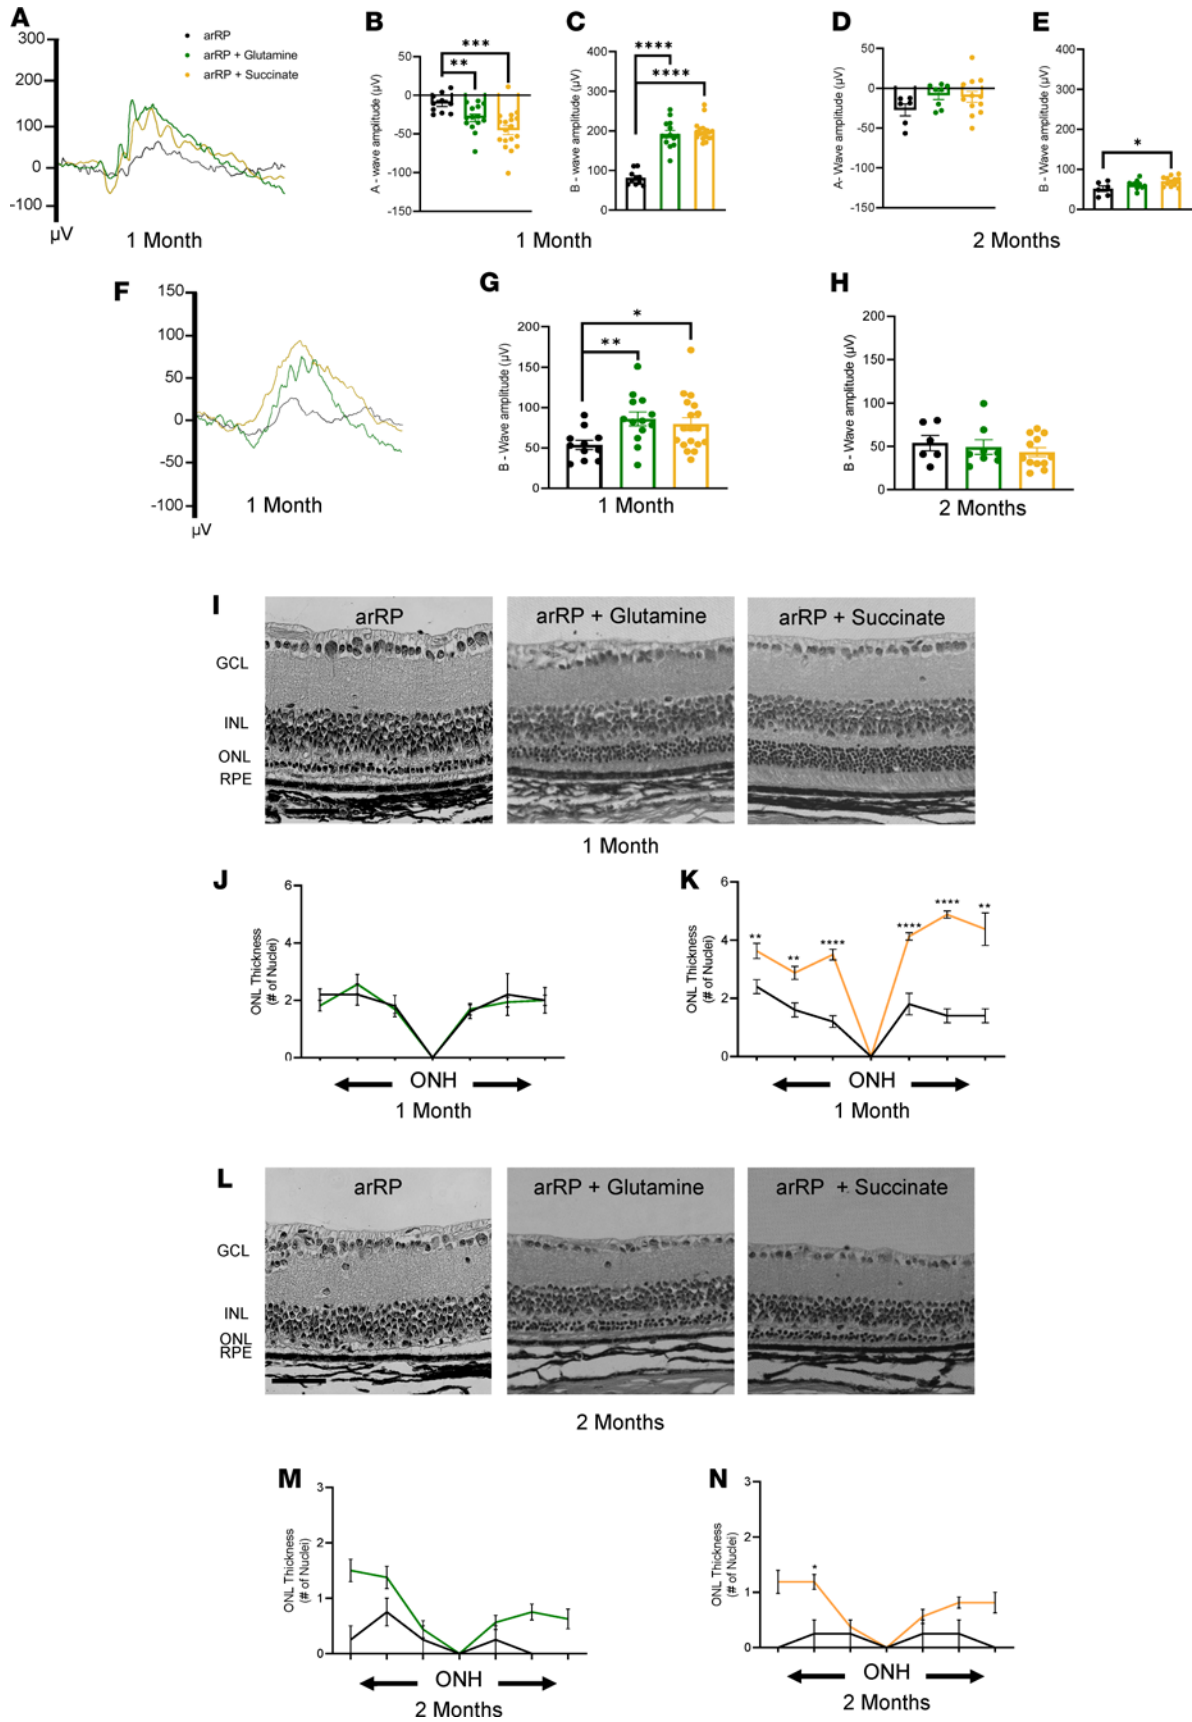 A
300
200
150
100
0
-100
µV
arRP
arRP + Glutamine
arRP + Succinate
1 Month
B
A - wave amplitude (µV)
50
0
-50
-100
-150
**
***
C
B - wave amplitude (µV)
400
300
200
100
0
****
****
1 Month
D
A- Wave amplitude (µV)
50
0
-50
-100
-150
E
B - Wave amplitude (µV)
400
300
200
100
0
*
2 Months
F
150
100
50
0
-50
-100
µV
1 Month
G
B - Wave amplitude (µV)
200
150
100
50
0
*
**
1 Month
H
B - Wave amplitude (µV)
200
150
100
50
0
2 Months
I
arRP
arRP + Glutamine
arRP + Succinate
GCL
INL
ONL
RPE
1 Month
J
ONL Thickness
(# of Nuclei)
6
4
2
0
ONH
1 Month
K
ONL Thickness
(# of Nuclei)
6
4
2
0
**
**
****
****
****
**
ONH
1 Month
L
arRP
arRP + Glutamine
arRP + Succinate
GCL
INL
ONL
RPE
2 Months
M
ONL Thickness
(# of Nuclei)
3
2
1
0
ONH
2 Months
N
ONL Thickness
(# of Nuclei)
3
2
1
0
*
ONH
2 Months